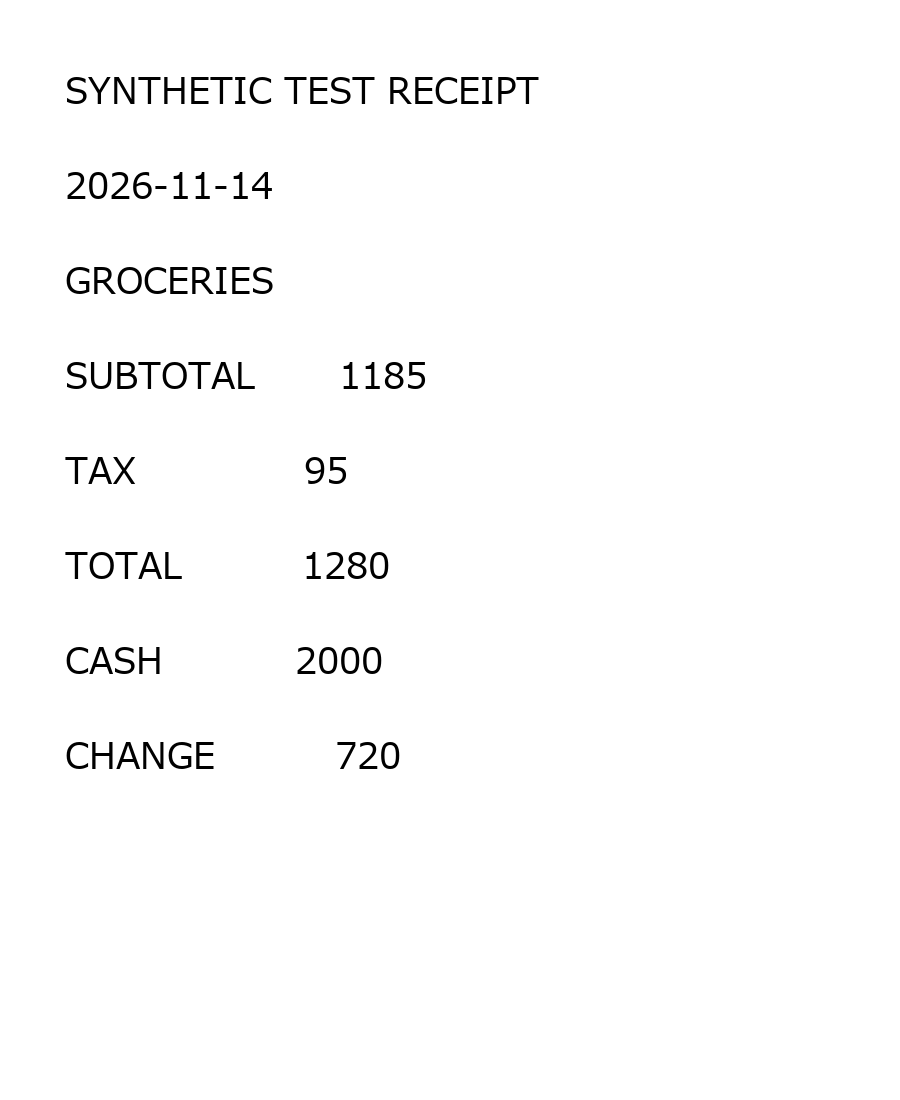 SYNTHETIC TEST RECEIPT
2026-11-14
GROCERIES
SUBTOTAL 1185
TAX 95
TOTAL 1280
CASH 2000
CHANGE 720